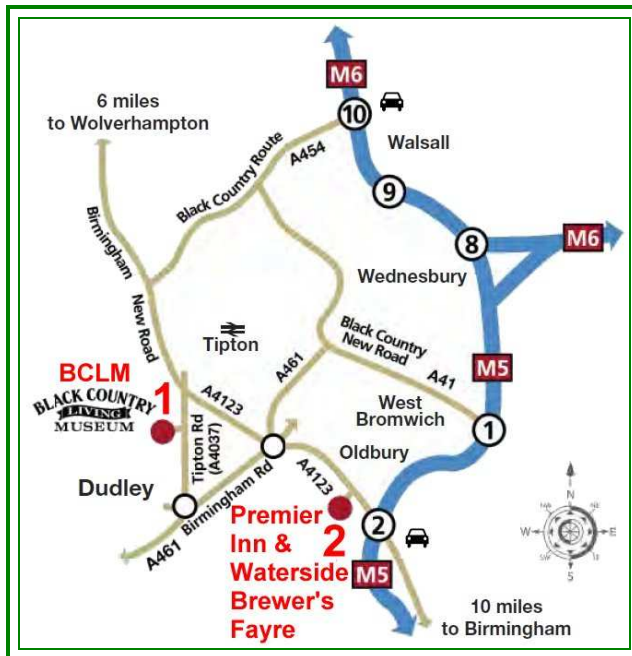 M6
6 miles
to Wolverhampton
10
Walsall
A454
Black Country Route
9
8
M6
Birmingham
New Road
Wednesbury
Tipton
Black Country
New Road
A41
M5
BCLM
1
BLACK COUNTRY
LIVING
MUSEUM
A4123
A461
West
Bromwich
1
Oldbury
Tipton Rd
(A4037)
Dudley
Birmingham Rd
A461
A4123
Premier
Inn &
Waterside
Brewer's
Fayre
2
2
M5
N
NE
E
S
SW
W
10 miles
to Birmingham